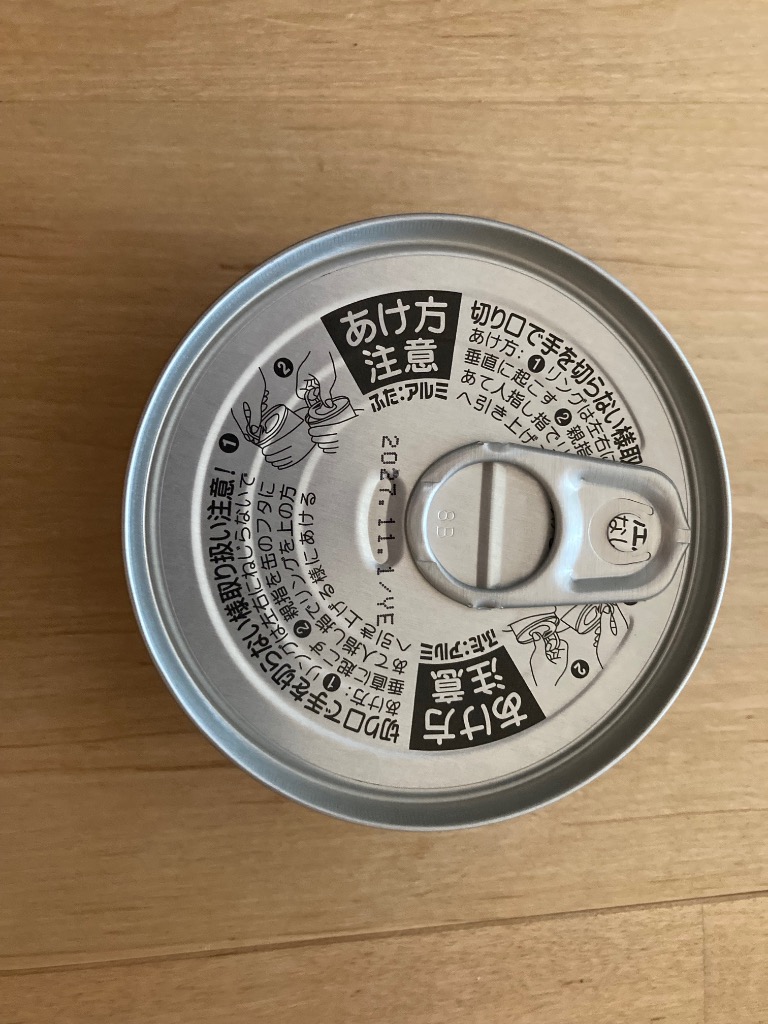 あけ方
注意
ふた:アルミ
切り口で手を切らない様取
あけ方:❶リングは左右に
垂直に起こす❷親指
あて人指し指で
へ引き上げ
❷
❶
2027.11.1/YE
8B
切り口で手を切らない様取り扱い注意!
あけ方:❶リングは左右にねじらないで
垂直に起こす❷親指を缶のフタに
あて人指し指でリングを上の方
へ引き上げる様にあける
あけ方
注意
ふた:アルミ
❷